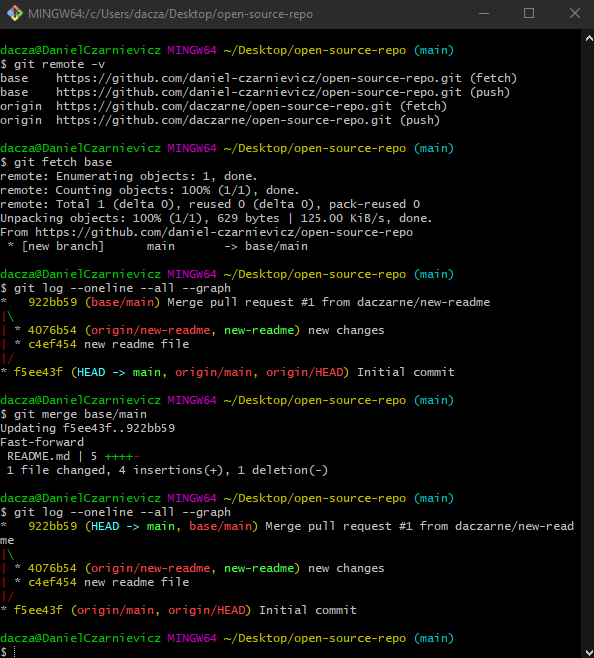 MINGW64:/c/Users/dacza/Desktop/open-source-repo
dacza@DanielCzarnievicz MINGW64 ~/Desktop/open-source-repo (main)
$ git remote -v
base    https://github.com/daniel-czarnievicz/open-source-repo.git (fetch)
base    https://github.com/daniel-czarnievicz/open-source-repo.git (push)
origin  https://github.com/daczarne/open-source-repo.git (fetch)
origin  https://github.com/daczarne/open-source-repo.git (push)
dacza@DanielCzarnievicz MINGW64 ~/Desktop/open-source-repo (main)
$ git fetch base
remote: Enumerating objects: 1, done.
remote: Counting objects: 100% (1/1), done.
remote: Total 1 (delta 0), reused 0 (delta 0), pack-reused 0
Unpacking objects: 100% (1/1), 629 bytes | 125.00 KiB/s, done.
From https://github.com/daniel-czarnievicz/open-source-repo
 * [new branch]      main       -> base/main
dacza@DanielCzarnievicz MINGW64 ~/Desktop/open-source-repo (main)
$ git log --oneline --all --graph
*   922bb59 (base/main) Merge pull request #1 from daczarne/new-readme
|\
| * 4076b54 (origin/new-readme, new-readme) new changes
| * c4ef454 new readme file
|/
* f5ee43f (HEAD -> main, origin/main, origin/HEAD) Initial commit
dacza@DanielCzarnievicz MINGW64 ~/Desktop/open-source-repo (main)
$ git merge base/main
Updating f5ee43f..922bb59
Fast-forward
 README.md | 5 ++++-
 1 file changed, 4 insertions(+), 1 deletion(-)
dacza@DanielCzarnievicz MINGW64 ~/Desktop/open-source-repo (main)
$ git log --oneline --all --graph
*   922bb59 (HEAD -> main, base/main) Merge pull request #1 from daczarne/new-read
me
|\
| * 4076b54 (origin/new-readme, new-readme) new changes
| * c4ef454 new readme file
|/
* f5ee43f (origin/main, origin/HEAD) Initial commit
dacza@DanielCzarnievicz MINGW64 ~/Desktop/open-source-repo (main)
$